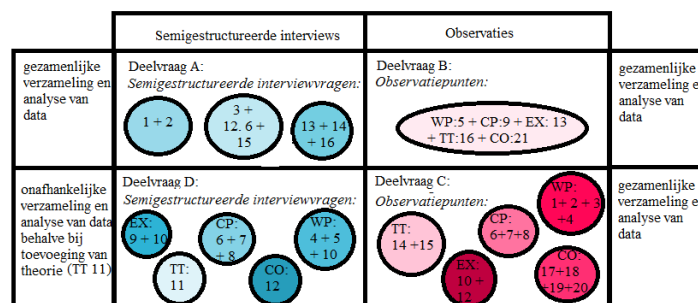 Semigestructureerde interviews
Observaties
gezamenlijke
verzameling en
analyse van
data
Deelvraag A:
Semigestructureerde interviewvragen:
1 + 2
3 +
12. 6 +
15
13 + 14
+ 16
Deelvraag B:
Observatiepunten:
WP:5 + CP:9 + EX: 13
+ TT:16 + CO:21
gezamenlijke
verzameling en
analyse van
data
onafhankelijke
verzameling en
analyse van data
behalve bij
toevoeging van
theorie (TT 11)
Deelvraag D:
Semigestructureerde interviewvragen:
EX:
9 + 10
TT:
11
CP:
6 + 7
+ 8
CO:
12
WP:
4 + 5
+ 10
Deelvraag C:
Observatiepunten:
TT:
14 +15
EX:
10 +
12
CP:
6+7+8
WP:
1+ 2 + 3
+4
CO:
17+18
+19+20
gezamenlijke
verzameling en
analyse van
data